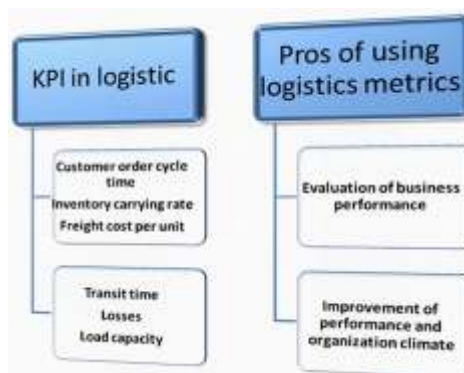 KPI in logistic
Customer order cycle
time
Inventory carrying rate
Freight cost per unit
Transit time
Losses
Load capacity
Pros of using
logistics metrics
Evaluation of business
performance
Improvement of
performance and
organization climate